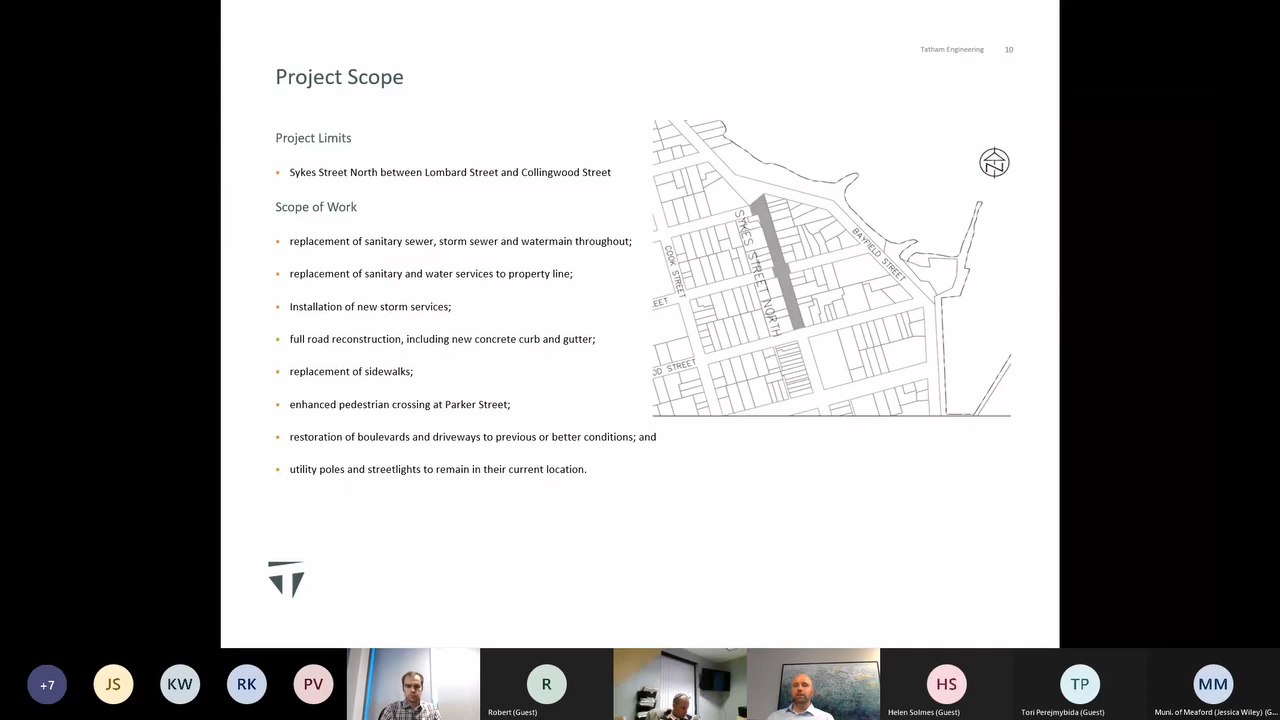 Tatham Engineering 10
Project Scope
Project Limits
Sykes Street North between Lombard Street and Collingwood Street
Scope of Work
replacement of sanitary sewer, storm sewer and watermain throughout;
replacement of sanitary and water services to property line;
Installation of new storm services;
full road reconstruction, including new concrete curb and gutter;
replacement of sidewalks;
enhanced pedestrian crossing at Parker Street;
restoration of boulevards and driveways to previous or better conditions; and
utility poles and streetlights to remain in their current location.
N
SYKES STREET NORTH
COOK STREET
BAYFIELD STREET
EET
OD STREET
+7
JS
KW
RK
PV
R
Robert (Guest)
HS
Helen Solmes (Guest)
TP
Tori Perejmybida (Guest)
MM
Muni. of Meaford (Jessica Wiley) (G...